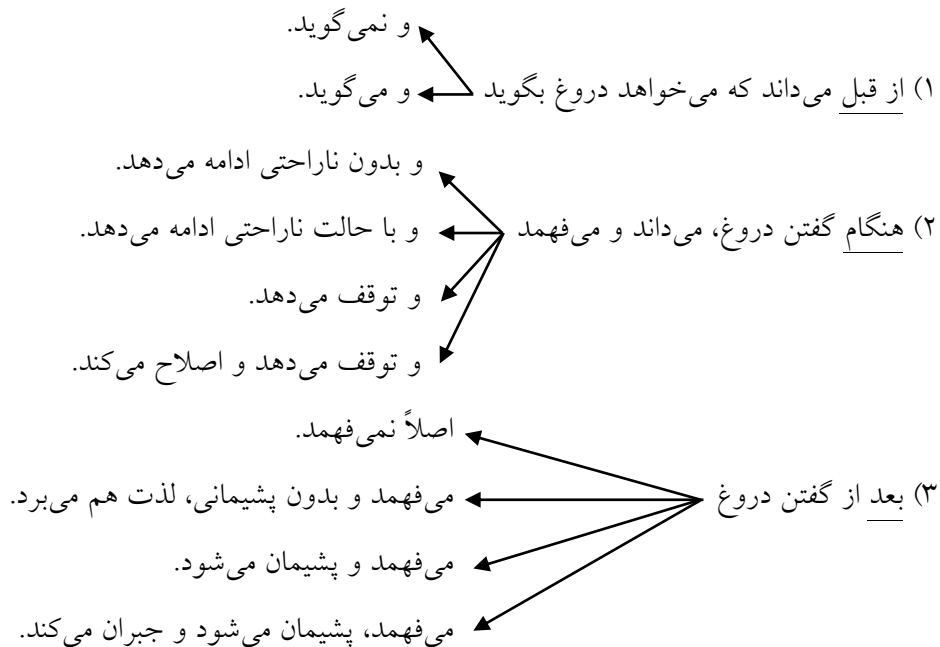 و نمی‌گوید.
۱) از قبل می‌داند که می‌خواهد دروغ بگوید و می‌گوید.
و بدون ناراحتی ادامه می‌دهد.
۲) هنگام گفتن دروغ، می‌داند و می‌فهمد و با حالت ناراحتی ادامه می‌دهد.
و توقف می‌دهد.
و توقف می‌دهد و اصلاح می‌کند.
اصلاً نمی‌فهمد.
۳) بعد از گفتن دروغ می‌فهمد و بدون پشیمانی، لذت هم می‌برد.
می‌فهمد و پشیمان می‌شود.
می‌فهمد، پشیمان می‌شود و جبران می‌کند.